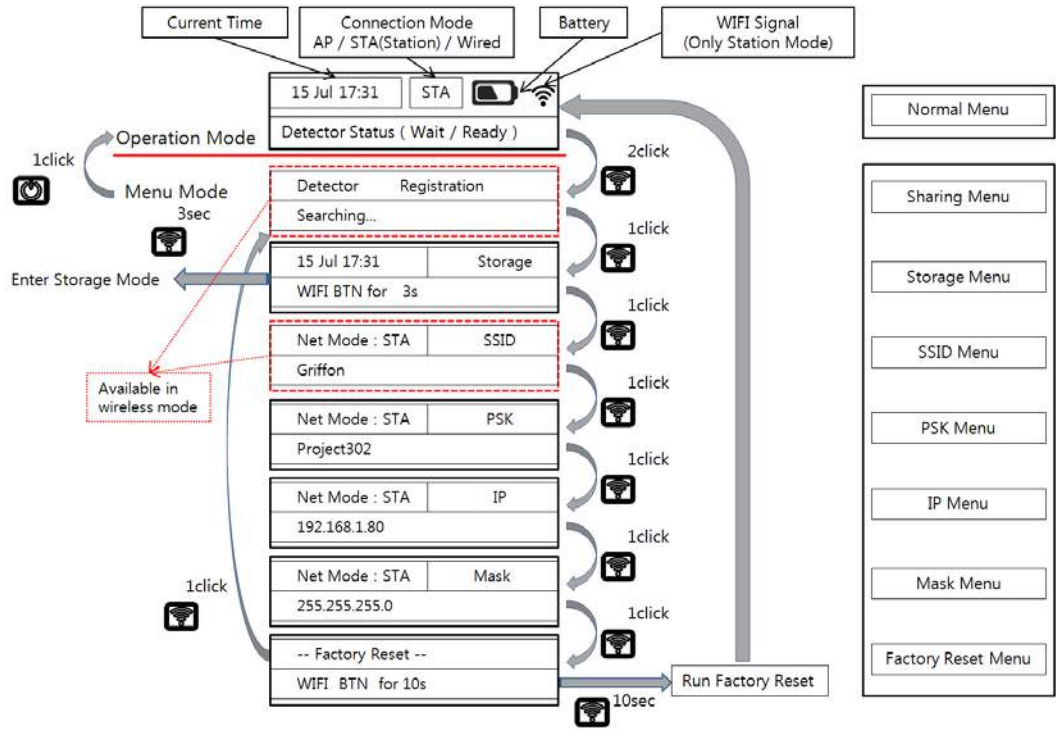 Current Time
Connection Mode
AP / STA(Station) / Wired
Battery
WIFI Signal
(Only Station Mode)
15 Jul 17:31
STA
Detector Status ( Wait / Ready )
Operation Mode
1click
Menu Mode
3sec
2click
Detector Registration
Searching...
1click
15 Jul 17:31
Storage
WIFI BTN for 3s
Enter Storage Mode
1click
Net Mode : STA
SSID
Griffon
Available in
wireless mode
1click
Net Mode : STA
PSK
Project302
1click
Net Mode : STA
IP
192.168.1.80
1click
Net Mode : STA
Mask
255.255.255.0
1click
1click
-- Factory Reset --
WIFI BTN for 10s
10sec
Run Factory Reset
Normal Menu
Sharing Menu
Storage Menu
SSID Menu
PSK Menu
IP Menu
Mask Menu
Factory Reset Menu